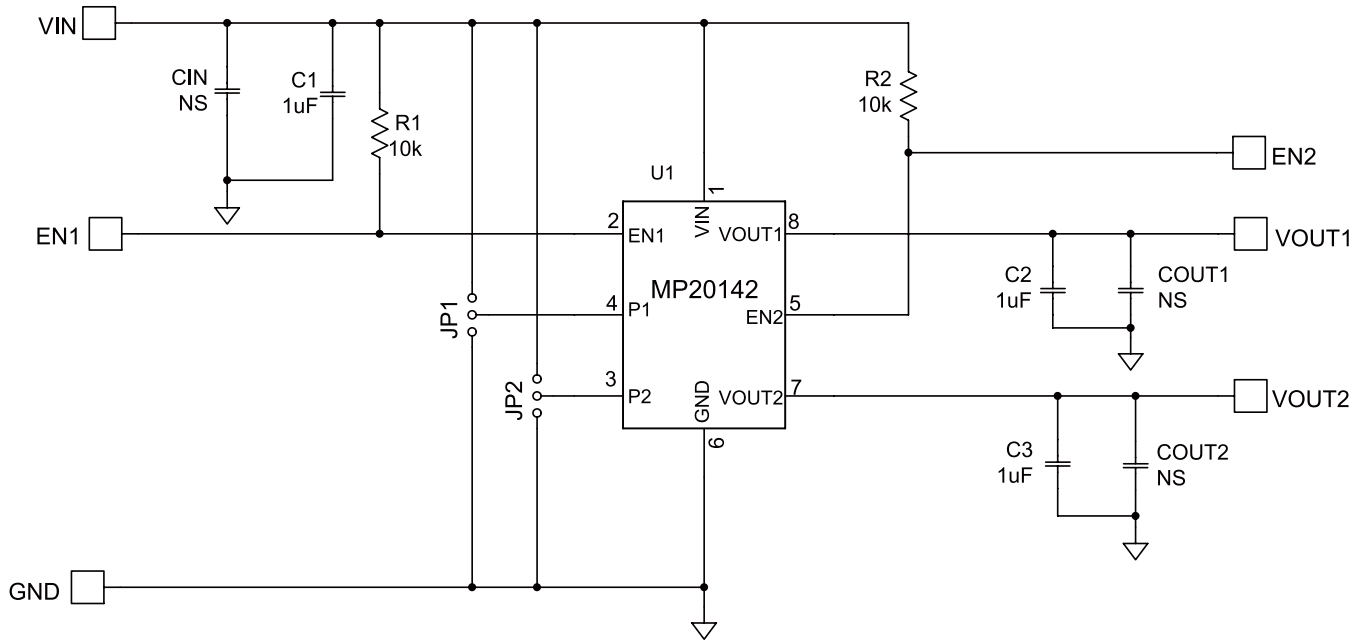 VIN
CIN
NS
C1
1uF
R1
10k
R2
10k
EN2
U1
1
VIN
EN1
2
EN1
VOUT1
8
VOUT1
C2
1uF
COUT1
NS
MP20142
JP1
4
P1
EN2
5
JP2
3
P2
GND
6
VOUT2
7
VOUT2
C3
1uF
COUT2
NS
GND